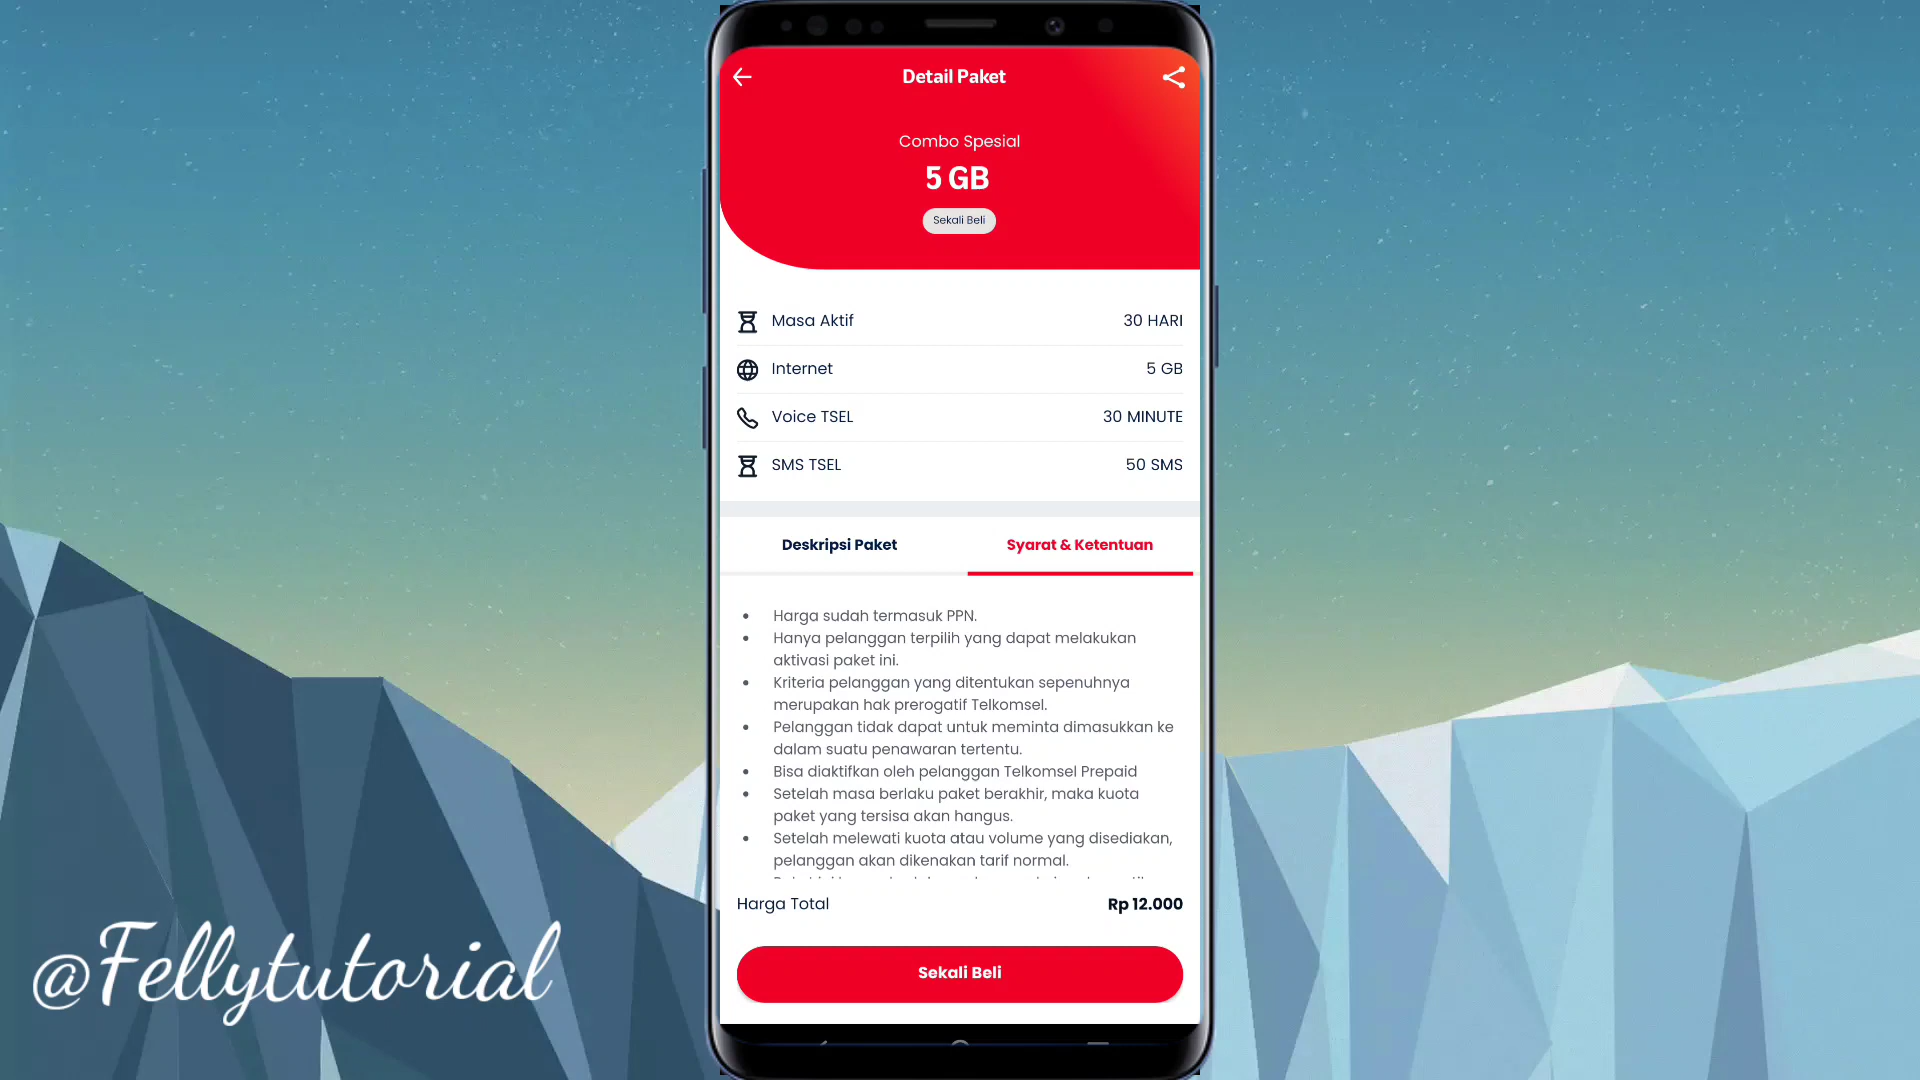 Detail Paket
Combo Spesial
5 GB
Sekali Beli
Masa Aktif 30 HARI
Internet 5 GB
Voice TSEL 30 MINUTE
SMS TSEL 50 SMS
Deskripsi Paket Syarat & Ketentuan
• Harga sudah termasuk PPN.
• Hanya pelanggan terpilih yang dapat melakukan
aktivasi paket ini.
• Kriteria pelanggan yang ditentukan sepenuhnya
merupakan hak prerogatif Telkomsel.
• Pelanggan tidak dapat untuk meminta dimasukkan ke
dalam suatu penawaran tertentu.
• Bisa diaktifkan oleh pelanggan Telkomsel Prepaid
• Setelah masa berlaku paket berakhir, maka kuota
paket yang tersisa akan hangus.
• Setelah melewati kuota atau volume yang disediakan,
pelanggan akan dikenakan tarif normal.
Harga Total Rp 12.000
Sekali Beli
@Fellytutorial